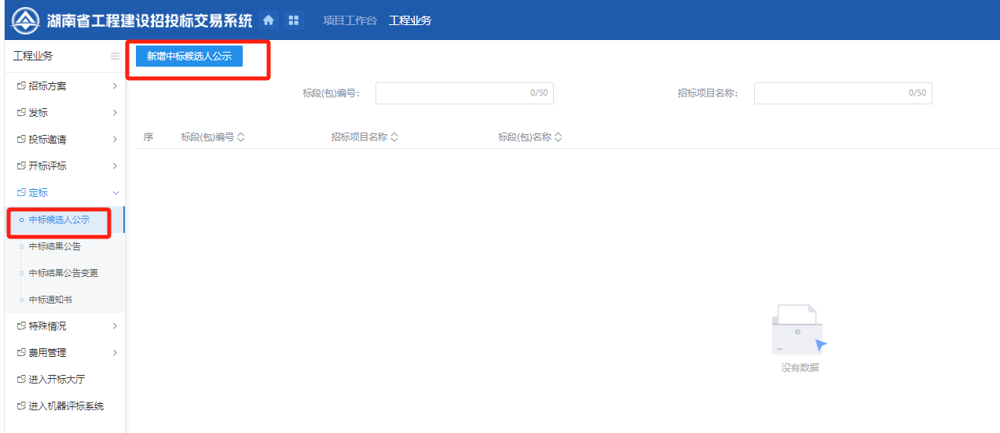 湖南省工程建设招投标交易系统
项目工作台
工程业务
工程业务
招标方案
发标
投标邀请
开标评标
定标
中标候选人公示
中标结果公告
中标结果公告变更
中标通知书
特殊情况
费用管理
进入开标大厅
进入机器评标系统
新增中标候选人公示
标段(包)编号：
0/50
招标项目名称：
0/50
序
标段(包)编号
招标项目名称
标段(包)名称
没有数据